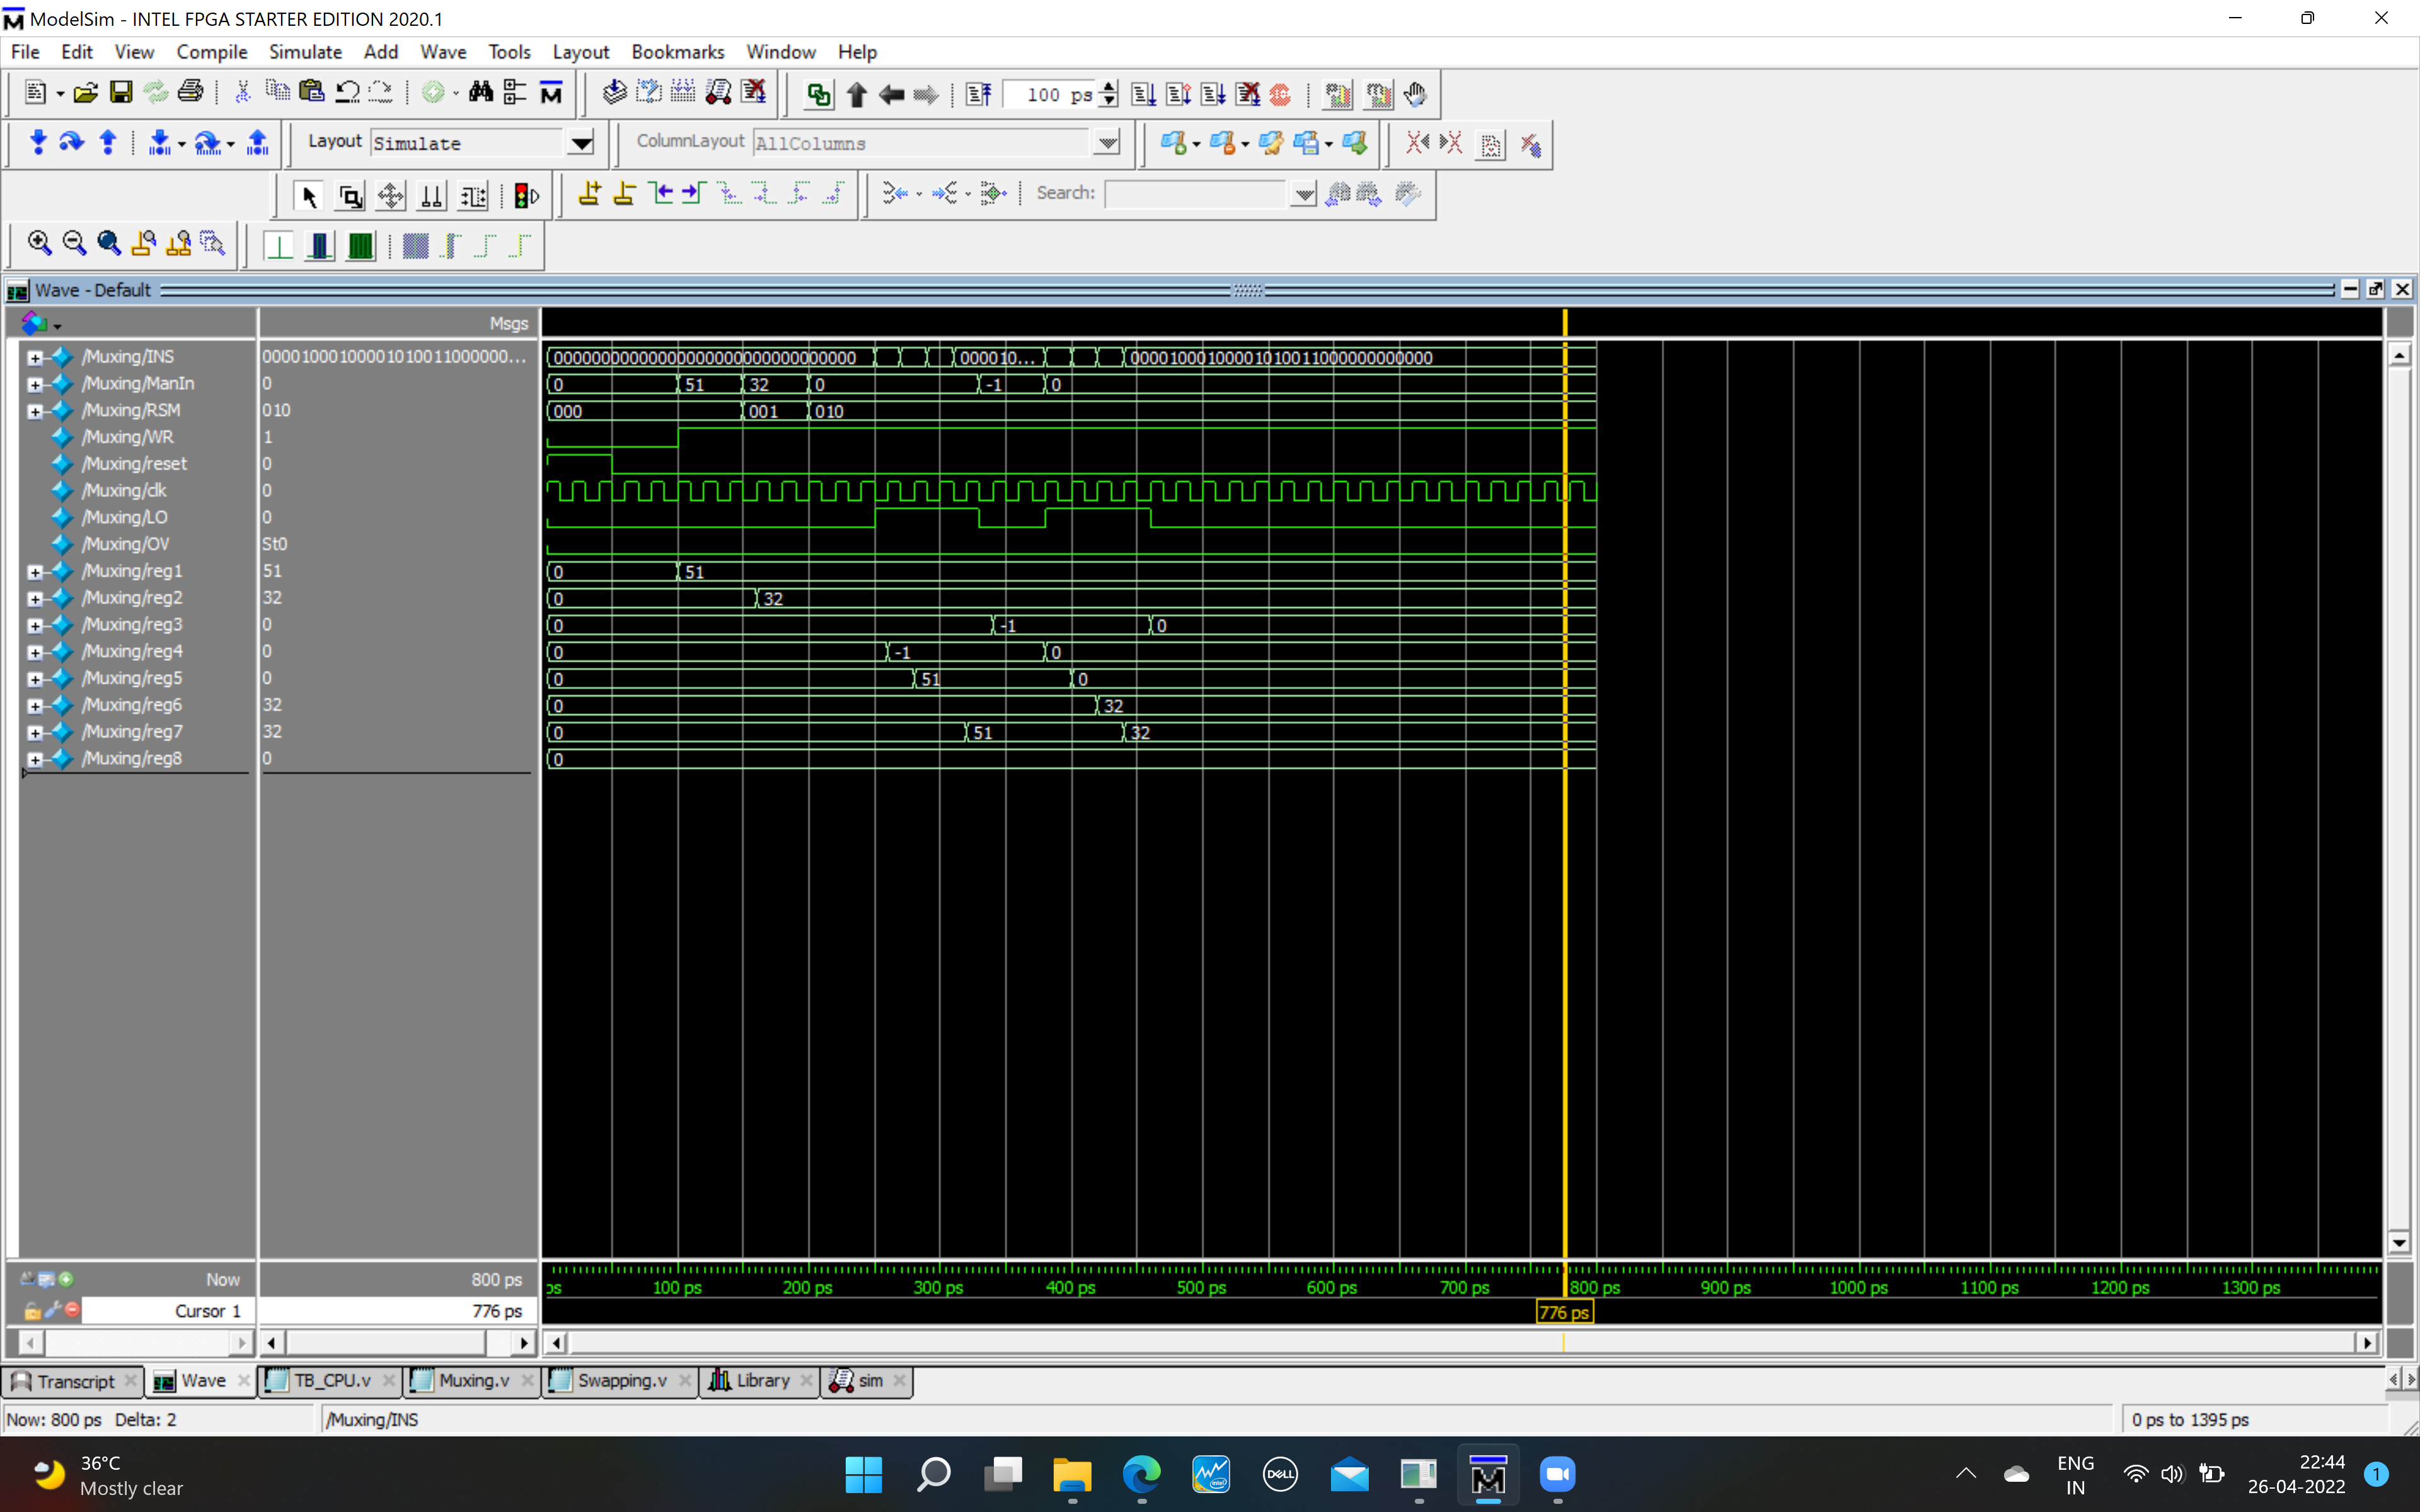 ModelSim - INTEL FPGA STARTER EDITION 2020.1
File Edit View Compile Simulate Add Wave Tools Layout Bookmarks Window Help
100 ps
Layout Simulate ColumnLayout AllColumns
Search:
Wave - Default
Msgs
/Muxing/INS 00001000100001010011000000... 00000000000000000000000000000000 000010... 00001000100001010011000000000000
/Muxing/ManIn 0 0 51 32 0 -1 0
/Muxing/RSM 010 000 001 010
/Muxing/WR 1
/Muxing/reset 0
/Muxing/clk 0
/Muxing/LO 0
/Muxing/OV St0
/Muxing/reg1 51 0 51
/Muxing/reg2 32 0 32
/Muxing/reg3 0 0 -1 0
/Muxing/reg4 0 0 -1 0
/Muxing/reg5 0 0 51 0
/Muxing/reg6 32 0 32
/Muxing/reg7 32 0 51 32
/Muxing/reg8 0 0
Now 800 ps ps 100 ps 200 ps 300 ps 400 ps 500 ps 600 ps 700 ps 800 ps 900 ps 1000 ps 1100 ps 1200 ps 1300 ps
Cursor 1 776 ps 776 ps
Transcript Wave TB_CPU.v Muxing.v Swapping.v Library sim
Now: 800 ps Delta: 2 /Muxing/INS 0 ps to 1395 ps
36°C ENG 22:44
Mostly clear DELL IN 26-04-2022 1